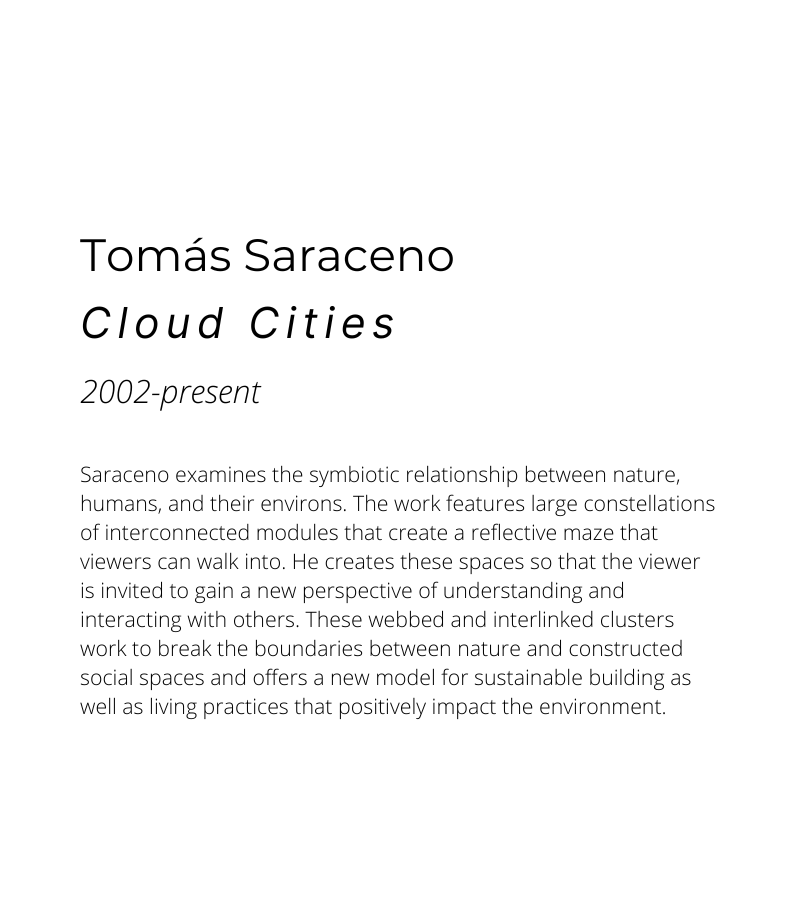 Tomás Saraceno
Cloud Cities
2002-present
Saraceno examines the symbiotic relationship between nature,
humans, and their environs. The work features large constellations
of interconnected modules that create a reflective maze that
viewers can walk into. He creates these spaces so that the viewer
is invited to gain a new perspective of understanding and
interacting with others. These webbed and interlinked clusters
work to break the boundaries between nature and constructed
social spaces and offers a new model for sustainable building as
well as living practices that positively impact the environment.